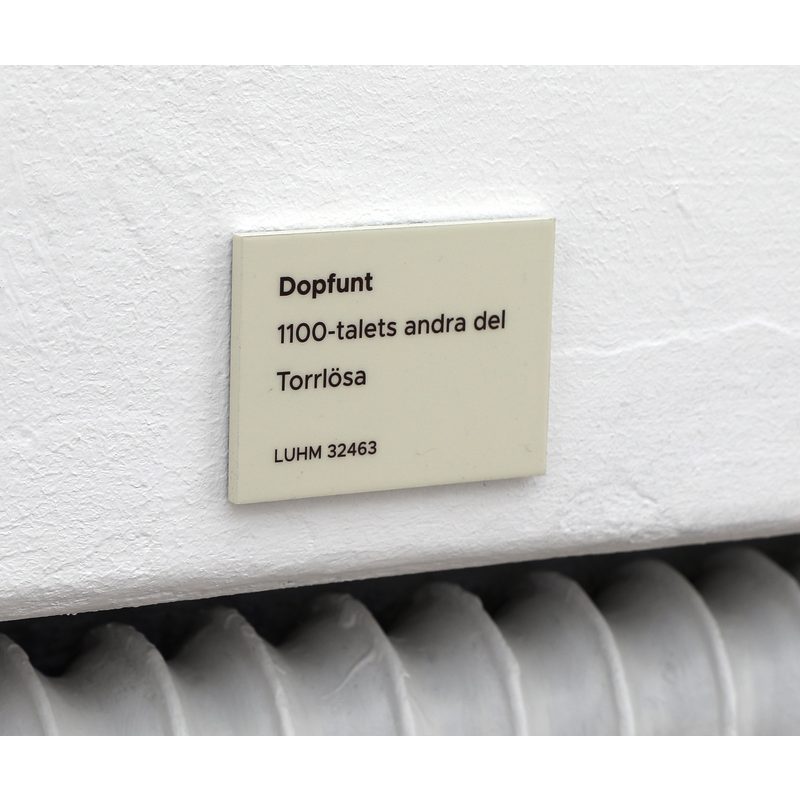 Dopfunt
1100-talets andra del
Torrlösa
LUHM 32463